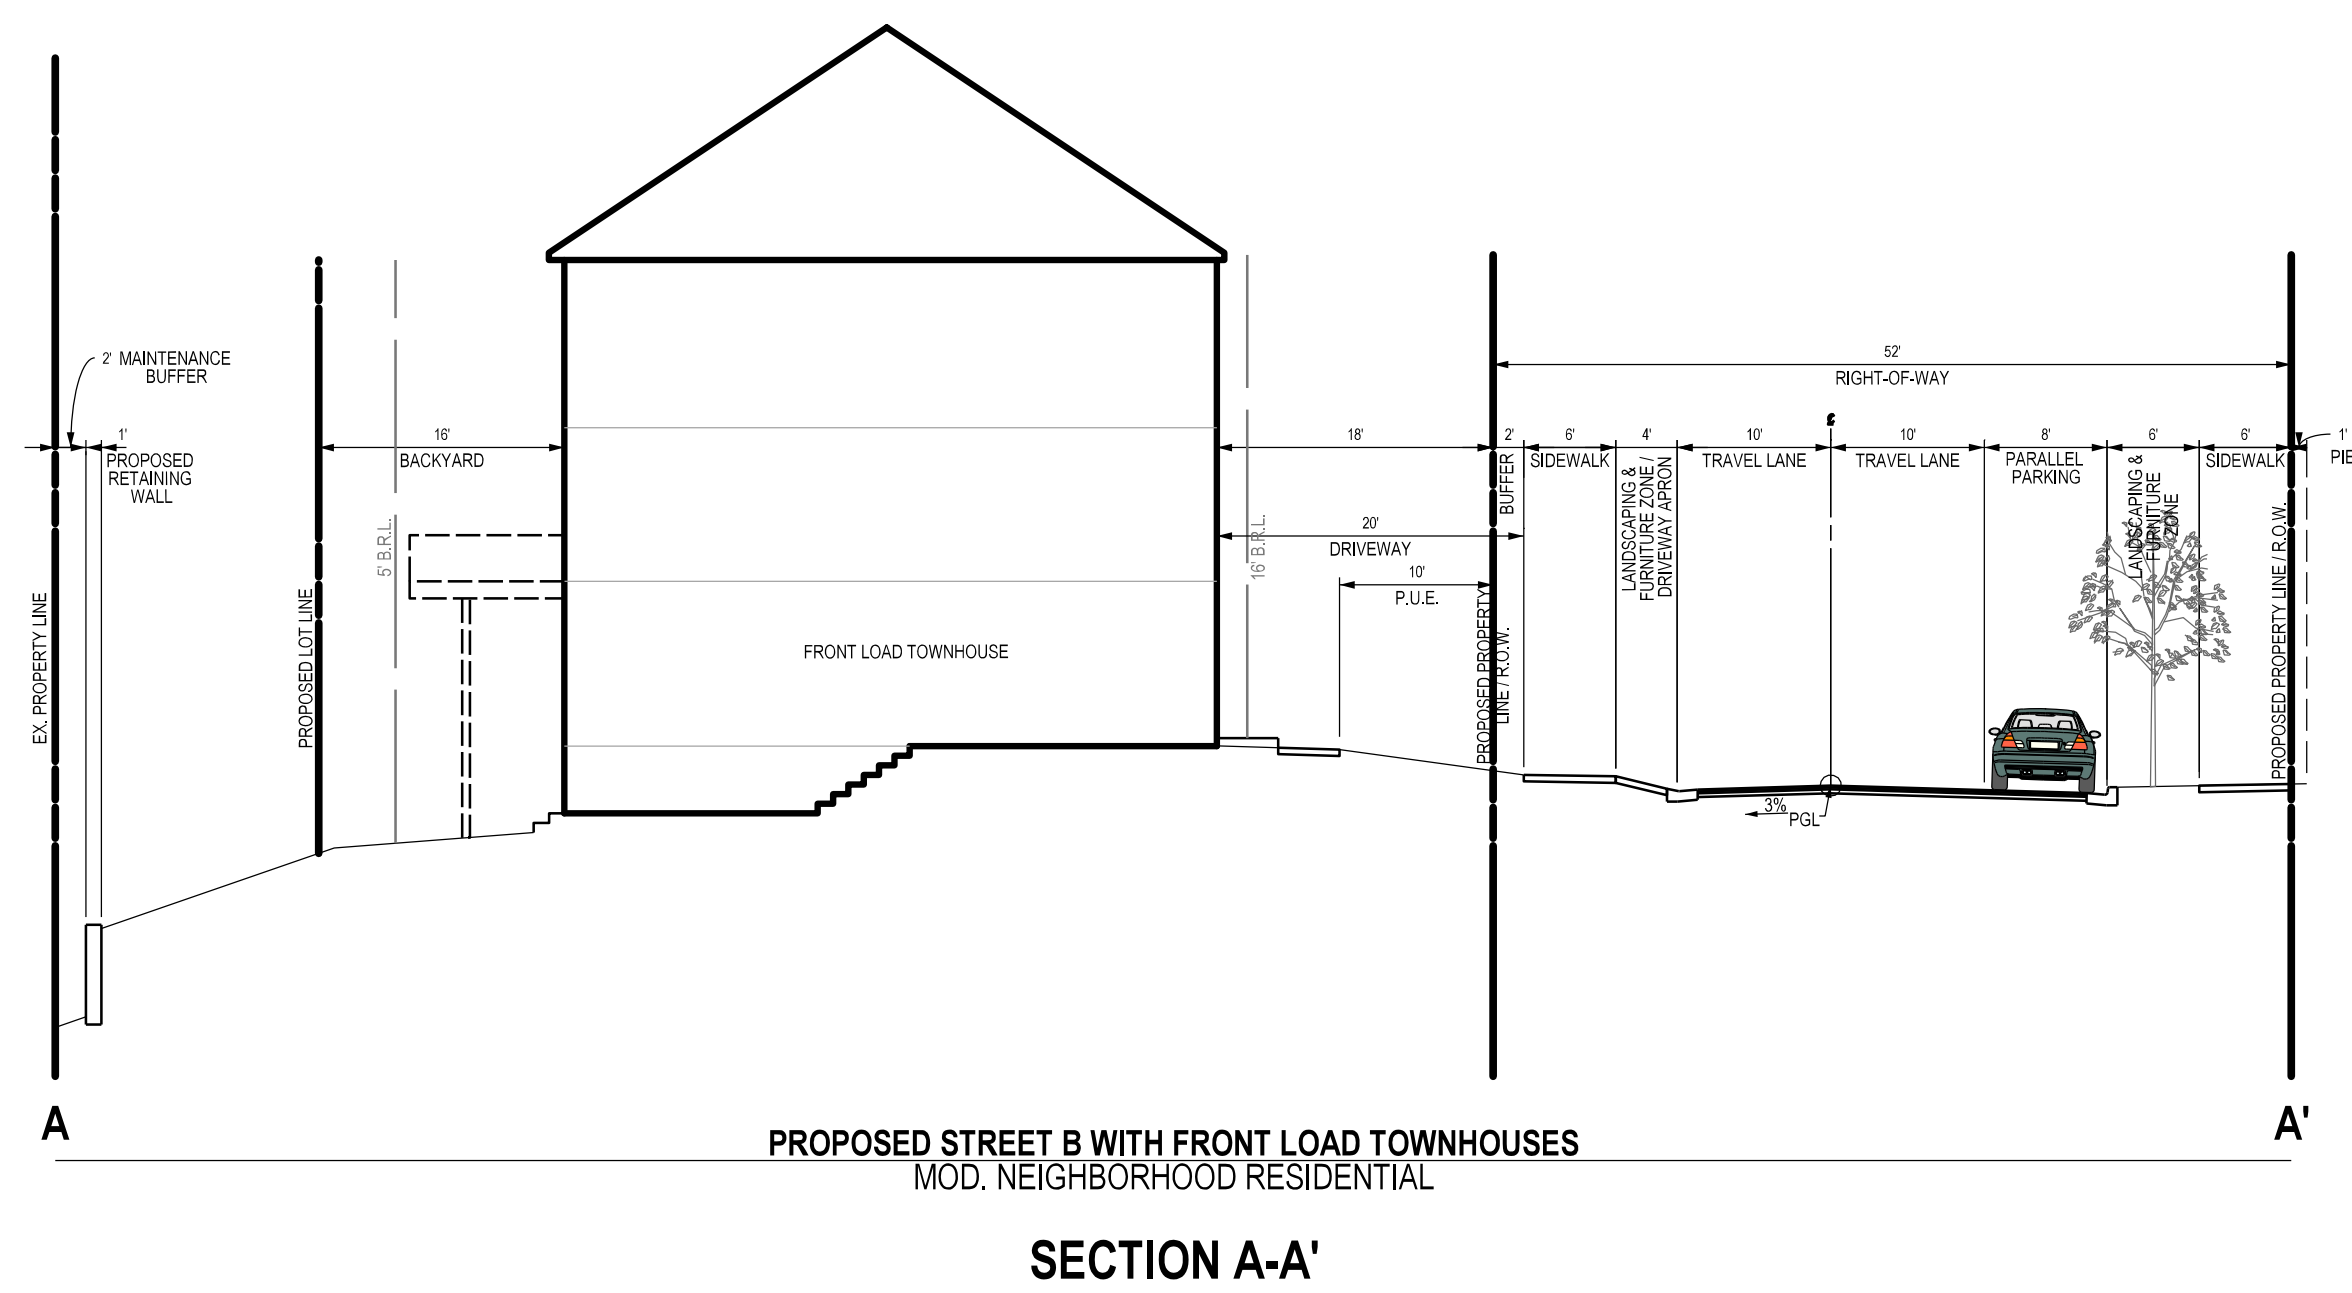 2' MAINTENANCE
BUFFER
1'
PROPOSED
RETAINING
WALL
EX. PROPERTY LINE
PROPOSED LOT LINE
16'
BACKYARD
5' B.R.L.
FRONT LOAD TOWNHOUSE
16' B.R.L.
18'
20'
DRIVEWAY
10'
P.U.E.
PROPOSED PROPERTY
LINE / R.O.W.
52'
RIGHT-OF-WAY
2'
BUFFER
6'
SIDEWALK
4'
LANDSCAPING &
FURNITURE ZONE /
DRIVEWAY APRON
10'
TRAVEL LANE
10'
TRAVEL LANE
8'
PARALLEL
PARKING
6'
LANDSCAPING &
FURNITURE
ZONE
6'
SIDEWALK
PROPOSED PROPERTY LINE / R.O.W.
1'
PIE
3%
PGL
A
A'
PROPOSED STREET B WITH FRONT LOAD TOWNHOUSES
MOD. NEIGHBORHOOD RESIDENTIAL
SECTION A-A'